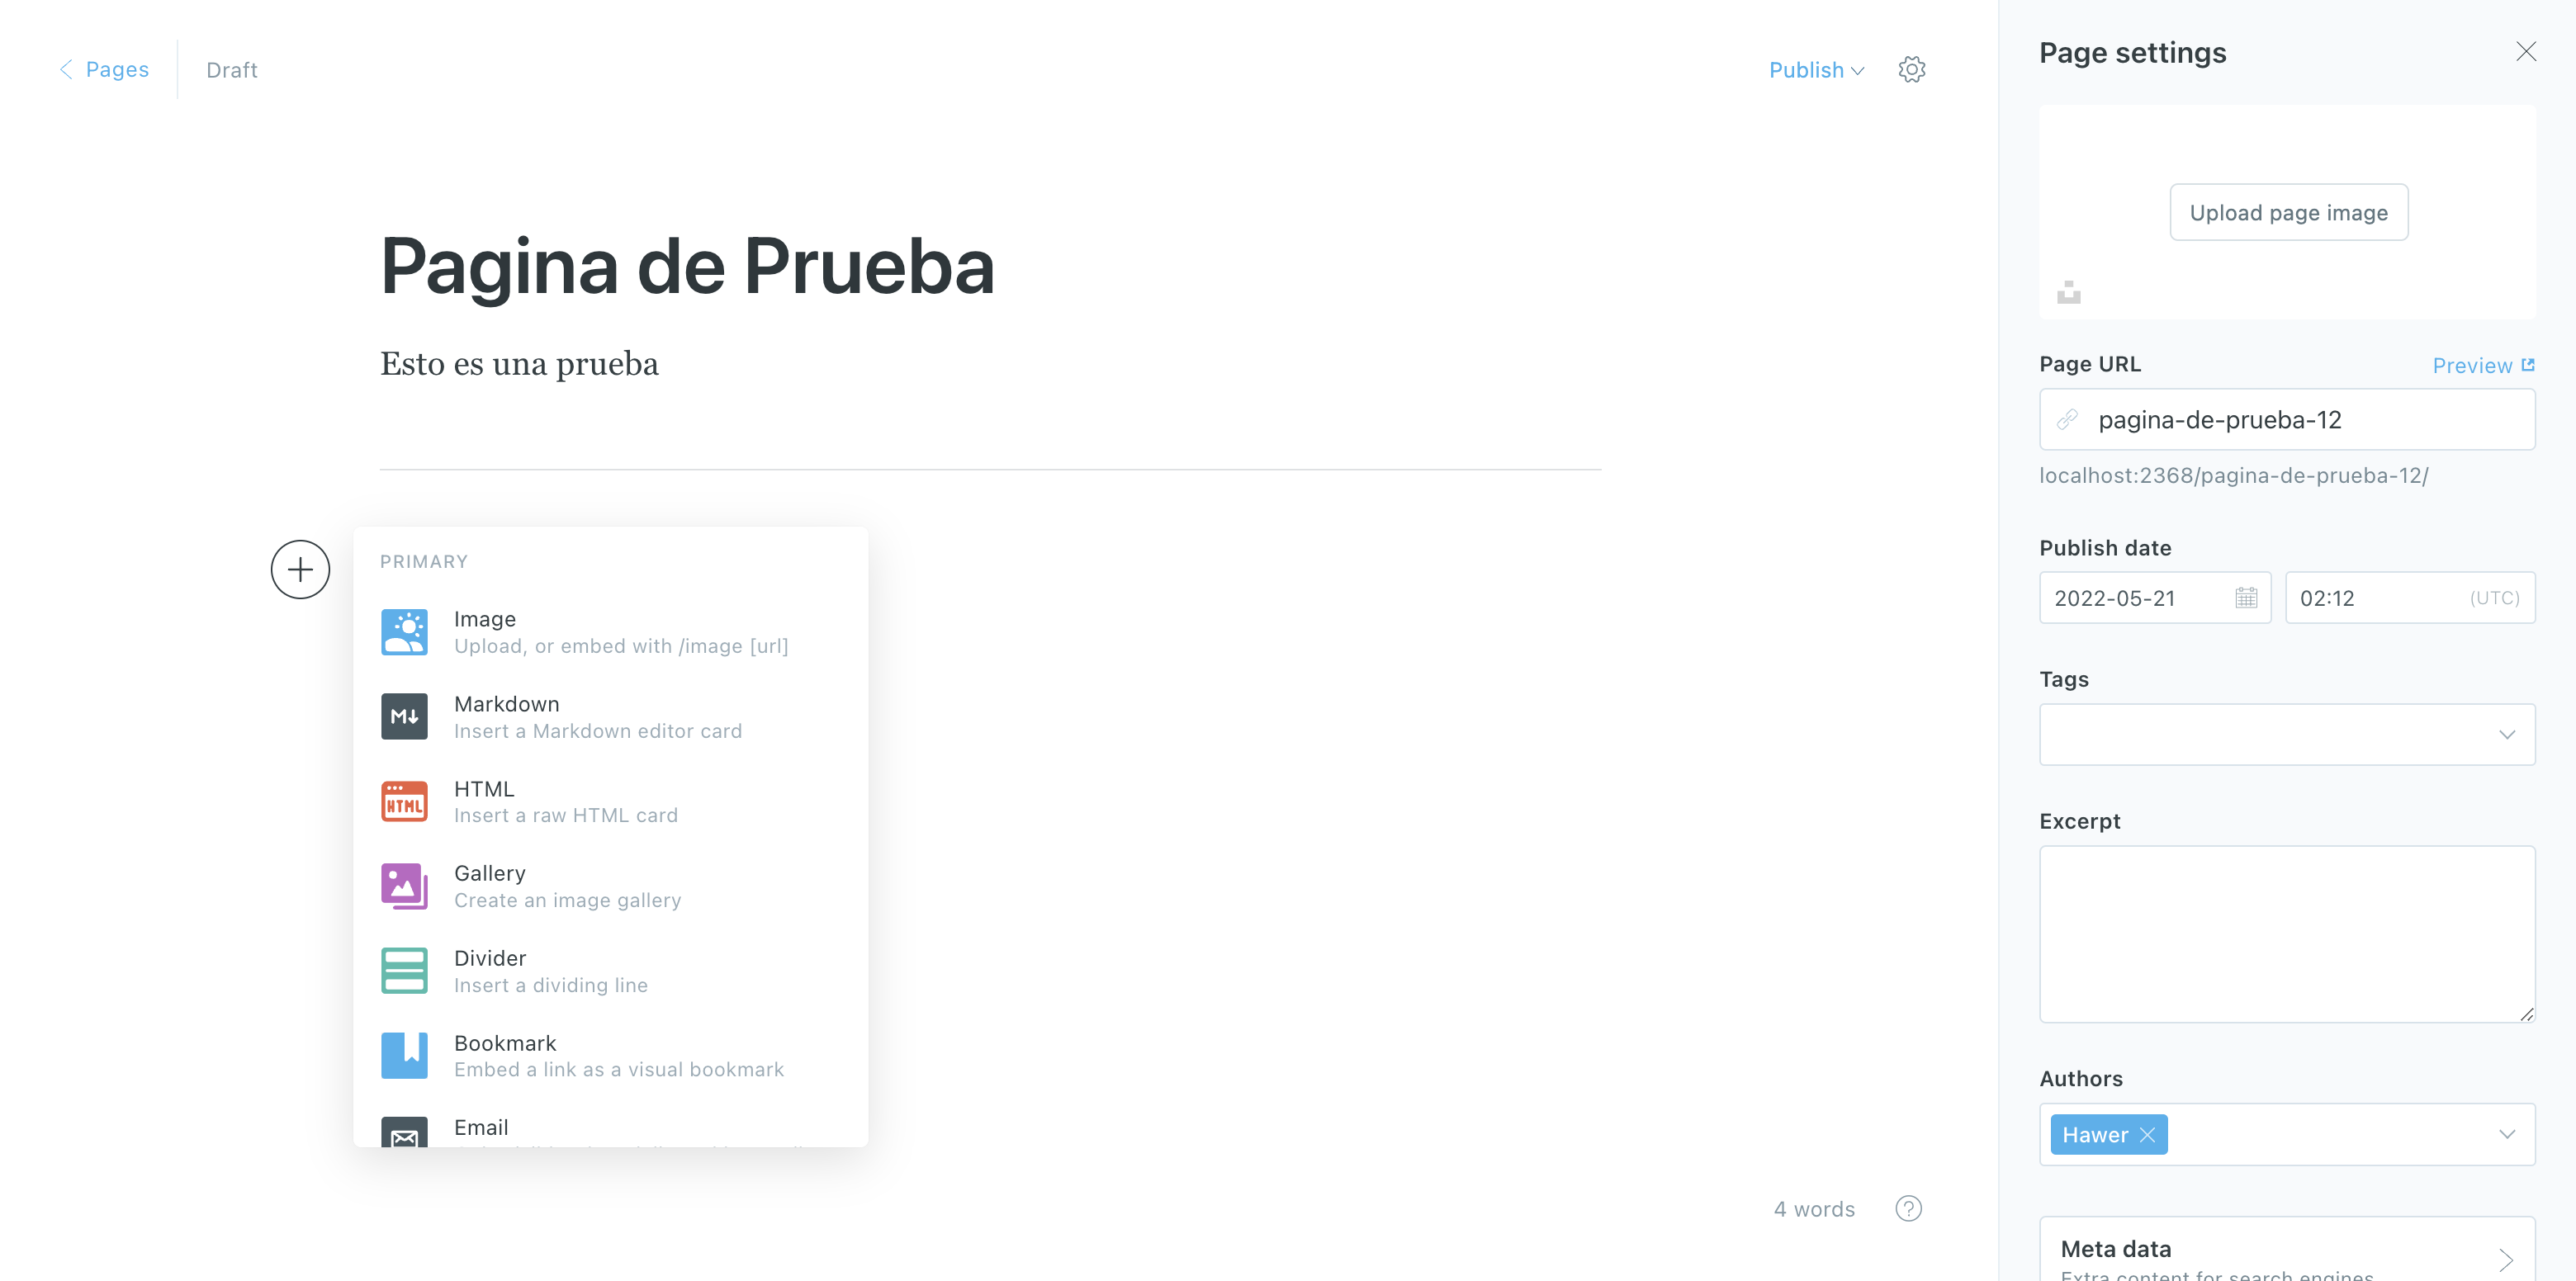 Pages
Draft
Publish
Pagina de Prueba
Esto es una prueba
PRIMARY
Image
Upload, or embed with /image [url]
M
Markdown
Insert a Markdown editor card
HTML
HTML
Insert a raw HTML card
Gallery
Create an image gallery
Divider
Insert a dividing line
Bookmark
Embed a link as a visual bookmark
Email
4 words
?
Page settings
Upload page image
Page URL
Preview
pagina-de-prueba-12
localhost:2368/pagina-de-prueba-12/
Publish date
2022-05-21
02:12 (UTC)
Tags
Excerpt
Authors
Hawer
Meta data
Extra content for search engines